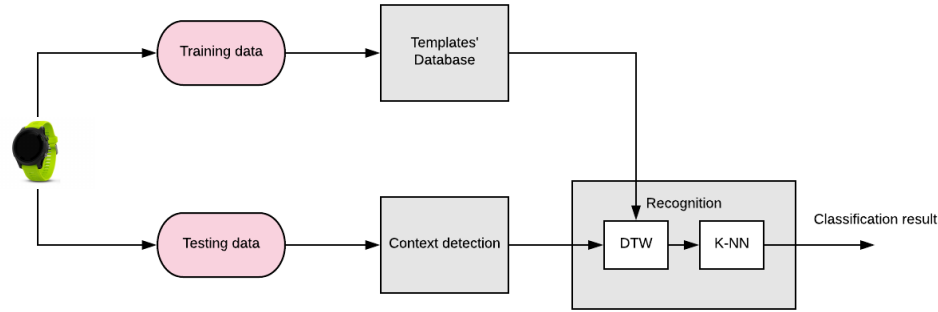 Training data
Templates'
Database
Recognition
Classification result
Testing data
Context detection
DTW
K-NN